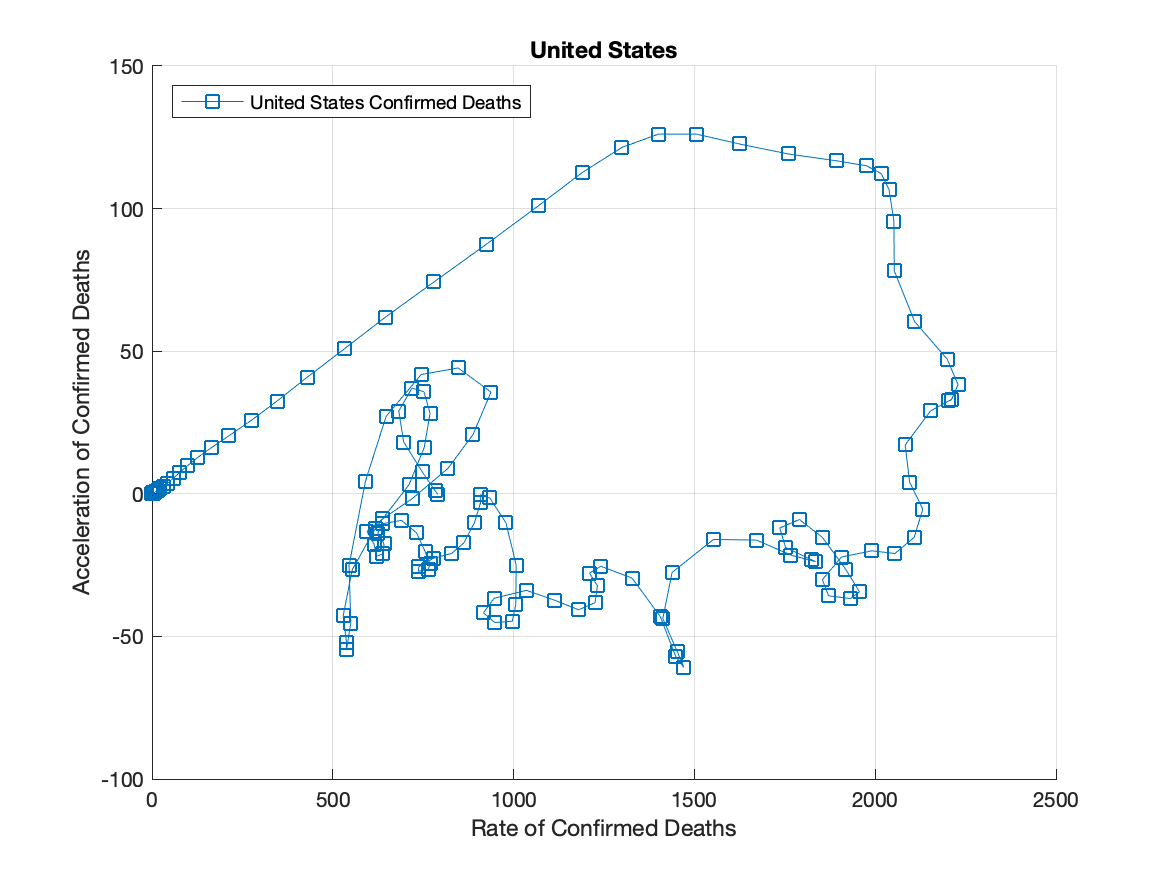 United States
United States Confirmed Deaths
150
100
50
0
-50
-100
Acceleration of Confirmed Deaths
0 500 1000 1500 2000 2500
Rate of Confirmed Deaths